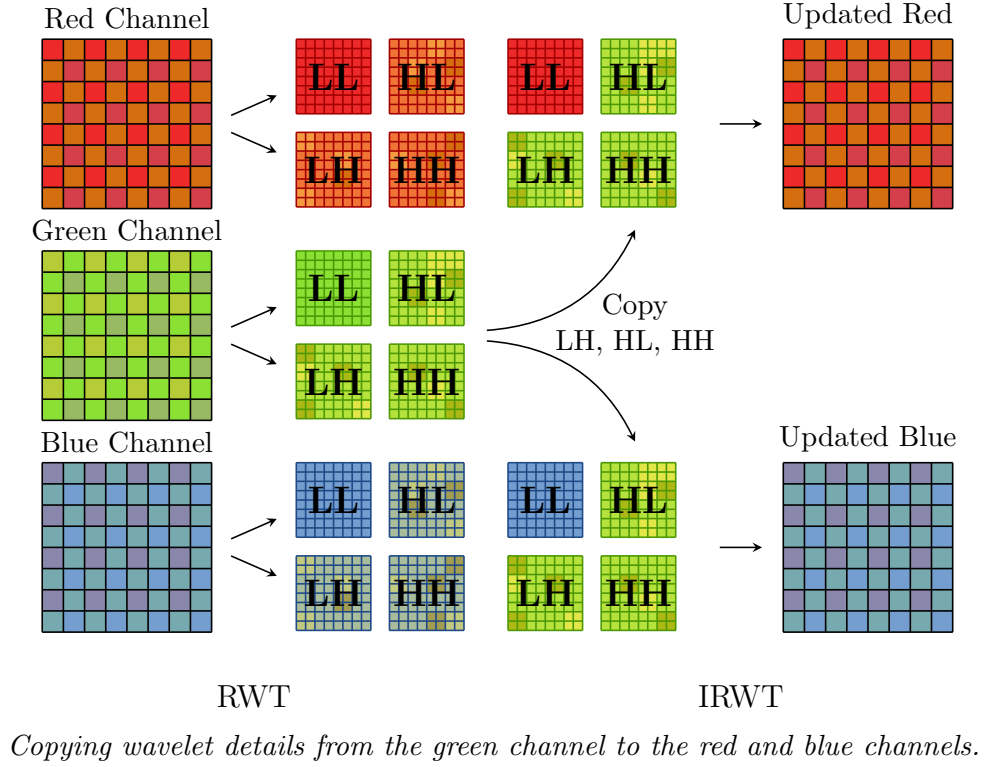 Red Channel
Updated Red
LL HL LL HL
LH HH LH HH
Green Channel
LL HL
Copy
LH, HL, HH
LH HH
Blue Channel
Updated Blue
LL HL LL HL
LH HH LH HH
RWT
IRWT
Copying wavelet details from the green channel to the red and blue channels.